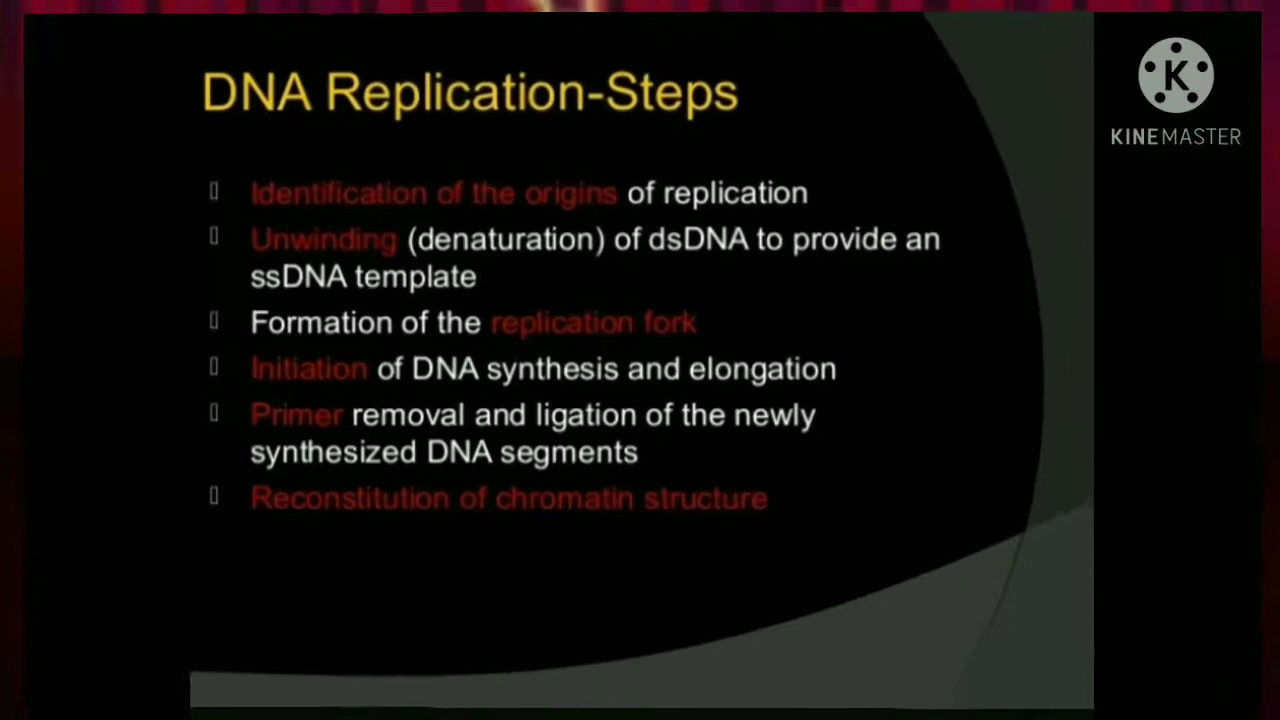 DNA Replication-Steps
Identification of the origins of replication
Unwinding (denaturation) of dsDNA to provide an
ssDNA template
Formation of the replication fork
Initiation of DNA synthesis and elongation
Primer removal and ligation of the newly
synthesized DNA segments
Reconstitution of chromatin structure
K
KINEMASTER